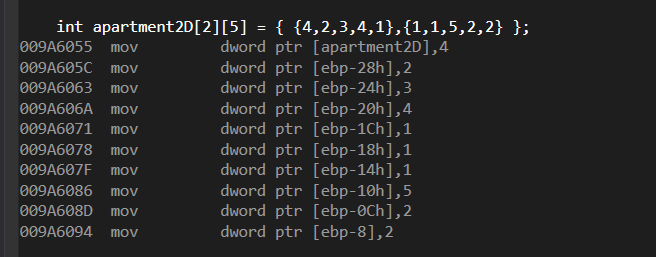 int apartment2D[2][5] = { {4,2,3,4,1},{1,1,5,2,2} };
009A6055 mov dword ptr [apartment2D],4
009A605C mov dword ptr [ebp-28h],2
009A6063 mov dword ptr [ebp-24h],3
009A606A mov dword ptr [ebp-20h],4
009A6071 mov dword ptr [ebp-1Ch],1
009A6078 mov dword ptr [ebp-18h],1
009A607F mov dword ptr [ebp-14h],1
009A6086 mov dword ptr [ebp-10h],5
009A608D mov dword ptr [ebp-0Ch],2
009A6094 mov dword ptr [ebp-8],2